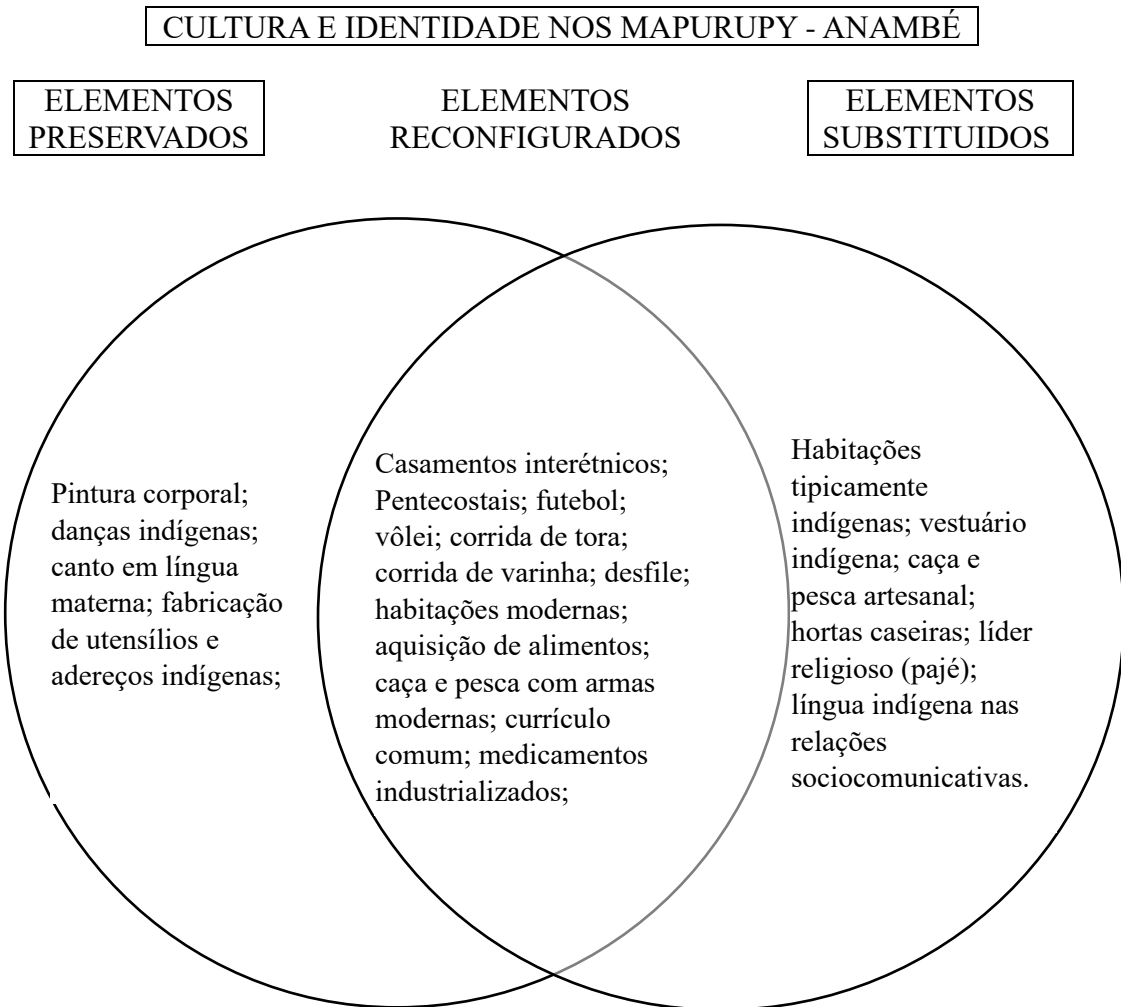 CULTURA E IDENTIDADE NOS MAPURUPY - ANAMBÉ
ELEMENTOS
PRESERVADOS
ELEMENTOS
RECONFIGURADOS
ELEMENTOS
SUBSTITUIDOS
Pintura corporal;
danças indígenas;
canto em língua
materna; fabricação
de utensílios e
adereços indígenas;
Casamentos interétnicos;
Pentecostais; futebol;
vôlei; corrida de tora;
corrida de varinha; desfile;
habitações modernas;
aquisição de alimentos;
caça e pesca com armas
modernas; currículo
comum; medicamentos
industrializados;
Habitações
tipicamente
indígenas; vestuário
indígena; caça e
pesca artesanal;
hortas caseiras; líder
religioso (pajé);
língua indígena nas
relações
sociocomunicativas.